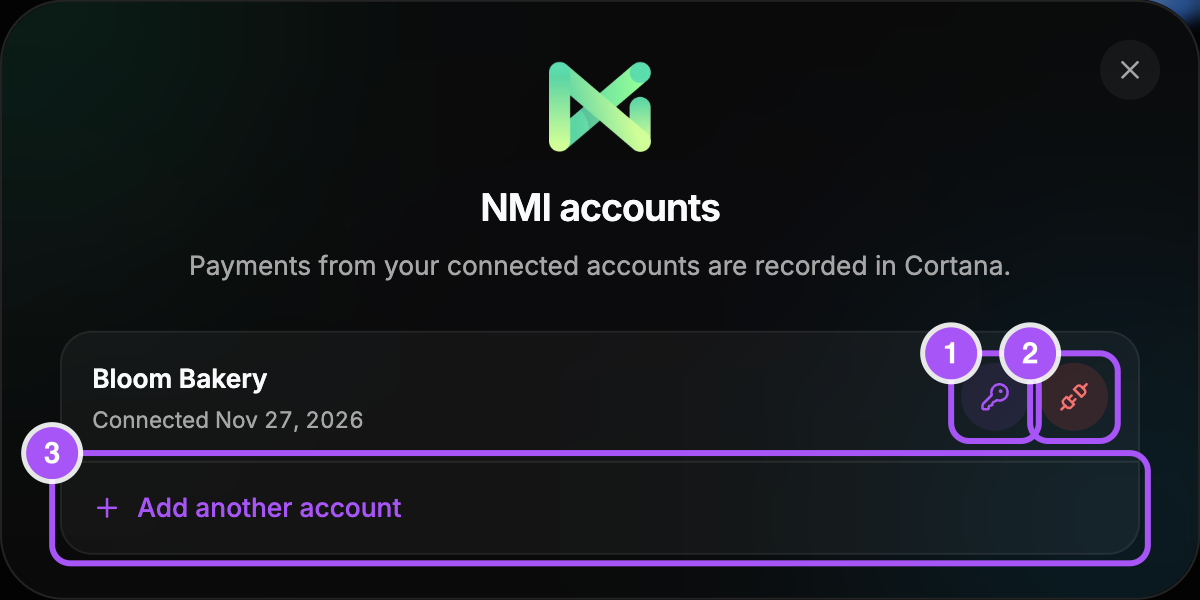 NMI accounts
Payments from your connected accounts are recorded in Cortana.
1
2
Bloom Bakery
Connected Nov 27, 2026
3
+ Add another account